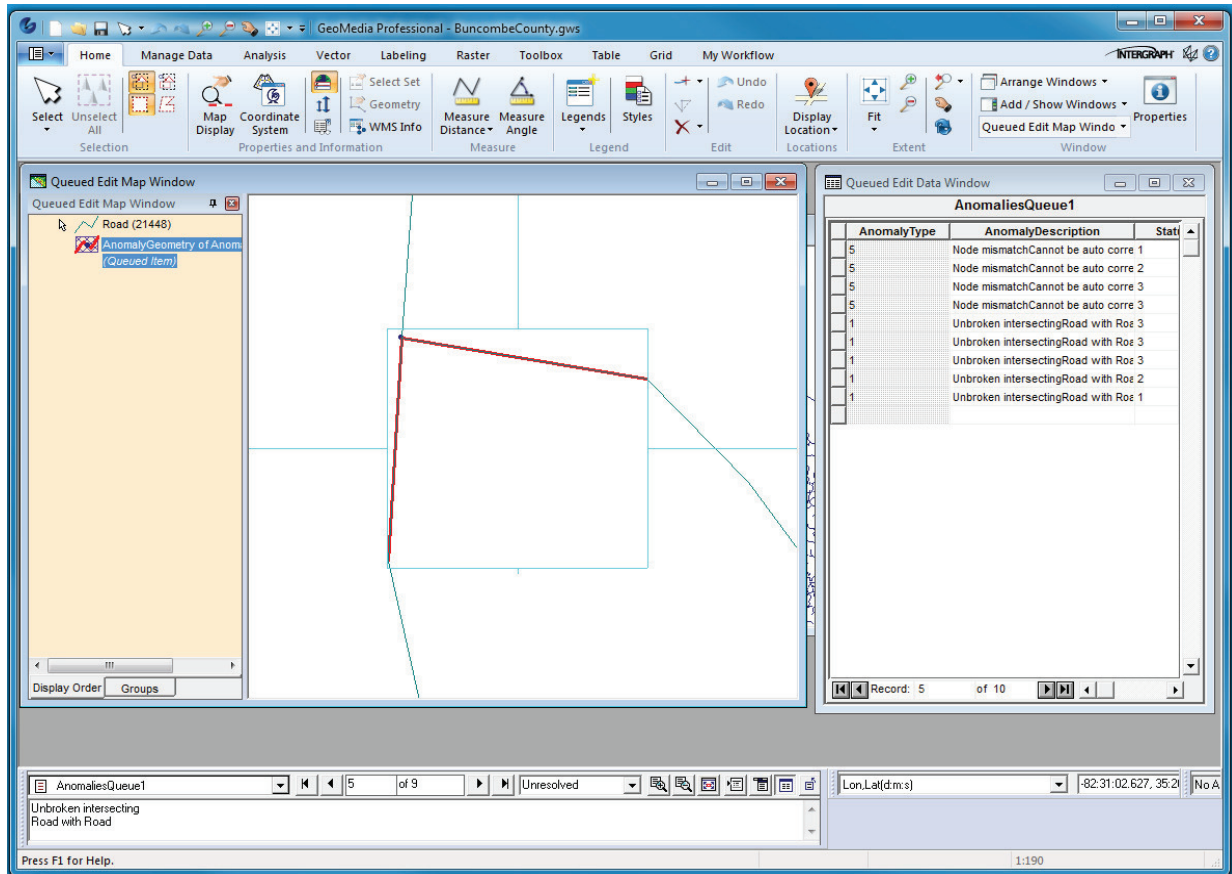 GeoMedia Professional - BuncombeCounty.gws
Home Manage Data Analysis Vector Labeling Raster Toolbox Table Grid My Workflow INTERGRAPH
Select Unselect All
Selection
Map Display Coordinate System Select Set Geometry WMS Info
Properties and Information
Measure Distance Measure Angle
Measure
Legends Styles
Legend
Undo Redo
Edit
Display Location
Locations
Fit
Extent
Arrange Windows
Add / Show Windows
Queued Edit Map Windo
Properties
Window
Queued Edit Map Window
Queued Edit Map Window
Road (21448)
AnomalyGeometry of Anom
(Queued Item)
Display Order Groups
Queued Edit Data Window
AnomaliesQueue1
AnomalyType AnomalyDescription Stat
5 Node mismatchCannot be auto corre 1
5 Node mismatchCannot be auto corre 2
5 Node mismatchCannot be auto corre 3
5 Node mismatchCannot be auto corre 3
1 Unbroken intersectingRoad with Roa 3
1 Unbroken intersectingRoad with Roa 3
1 Unbroken intersectingRoad with Roa 3
1 Unbroken intersectingRoad with Roa 2
1 Unbroken intersectingRoad with Roa 1
Record: 5 of 10
AnomaliesQueue1 5 of 9 Unresolved Lon,Lat(d:m:s) -82:31:02.627, 35:2 No A
Unbroken intersecting
Road with Road
Press F1 for Help. 1:190